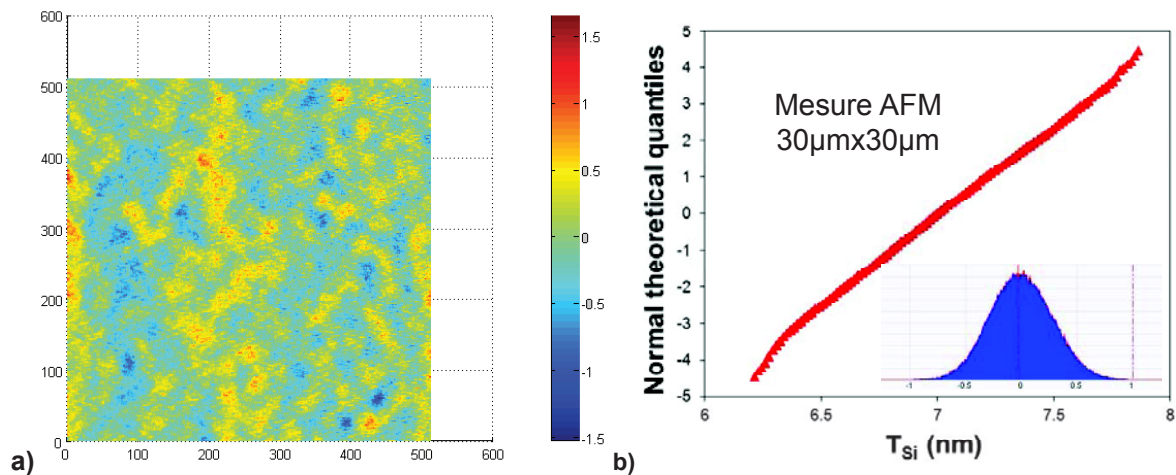 600
500
400
300
200
100
0
0 100 200 300 400 500 600
1.5
1
0.5
0
-0.5
-1
-1.5
a)
Normal theoretical quantiles
5
4
3
2
1
0
-1
-2
-3
-4
-5
Mesure AFM
30µmx30µm
-1 -0.5 0 0.5 1
6 6.5 7 7.5 8
T_Si (nm)
b)